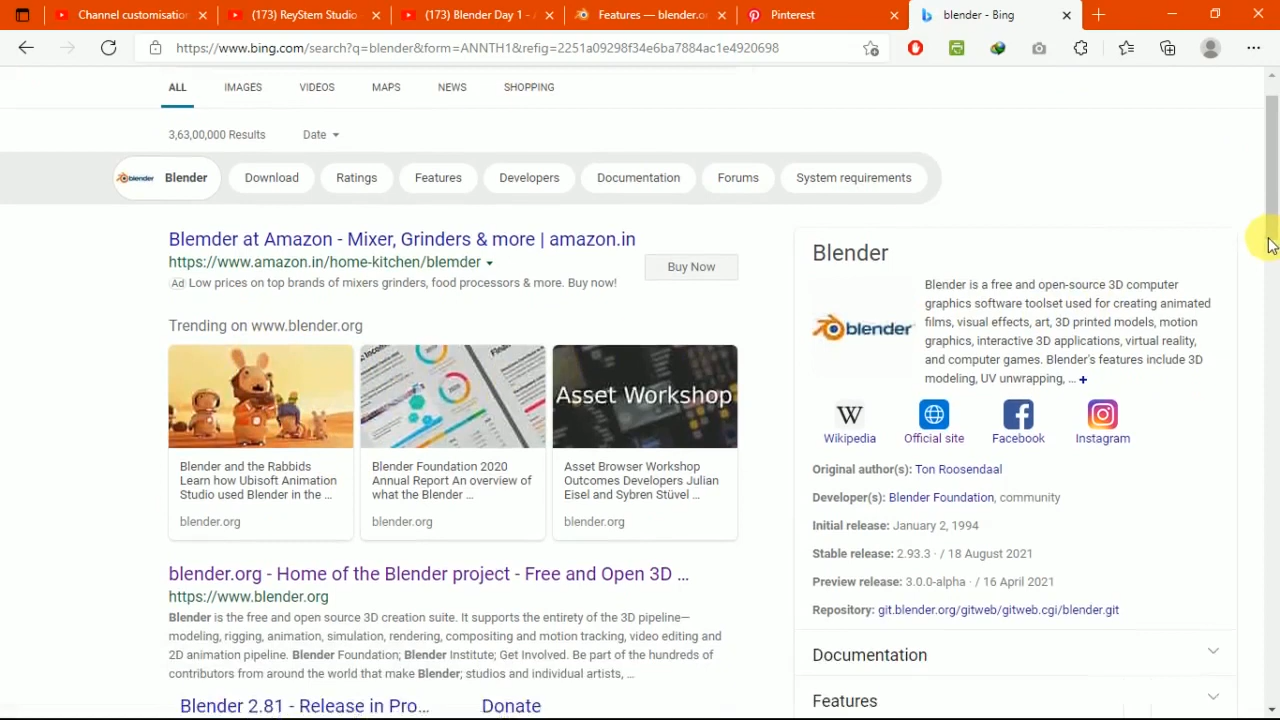 Channel customisation
(173) ReyStem Studio -
(173) Blender Day 1 -
Features — blender.o
Pinterest
blender - Bing
https://www.bing.com/search?q=blender&form=ANNTH1&refig=2251a09298f34e6ba7884ac1e4920698
ALL IMAGES VIDEOS MAPS NEWS SHOPPING
3,63,00,000 Results Date
blender Blender Download Ratings Features Developers Documentation Forums System requirements
Blemder at Amazon - Mixer, Grinders & more | amazon.in
https://www.amazon.in/home-kitchen/blemder
Ad Low prices on top brands of mixers grinders, food processors & more. Buy now!
Buy Now
Trending on www.blender.org
Asset Workshop
Blender and the Rabbids
Learn how Ubisoft Animation
Studio used Blender in the ...
blender.org
Blender Foundation 2020
Annual Report An overview of
what the Blender ...
blender.org
Asset Browser Workshop
Outcomes Developers Julian
Eisel and Sybren Stüvel ...
blender.org
blender.org - Home of the Blender project - Free and Open 3D ...
https://www.blender.org
Blender is the free and open source 3D creation suite. It supports the entirety of the 3D pipeline—
modeling, rigging, animation, simulation, rendering, compositing and motion tracking, video editing and
2D animation pipeline. Blender Foundation; Blender Institute; Get Involved. Be part of the hundreds of
contributors from around the world that make Blender; studios and individual artists, ...
Blender 2.81 - Release in Pro... Donate
Blender
blender
Blender is a free and open-source 3D computer
graphics software toolset used for creating animated
films, visual effects, art, 3D printed models, motion
graphics, interactive 3D applications, virtual reality,
and computer games. Blender's features include 3D
modeling, UV unwrapping, ... +
W
Wikipedia Official site Facebook Instagram
Original author(s): Ton Roosendaal
Developer(s): Blender Foundation, community
Initial release: January 2, 1994
Stable release: 2.93.3 · / 18 August 2021
Preview release: 3.0.0-alpha · / 16 April 2021
Repository: git.blender.org/gitweb/gitweb.cgi/blender.git
Documentation
Features